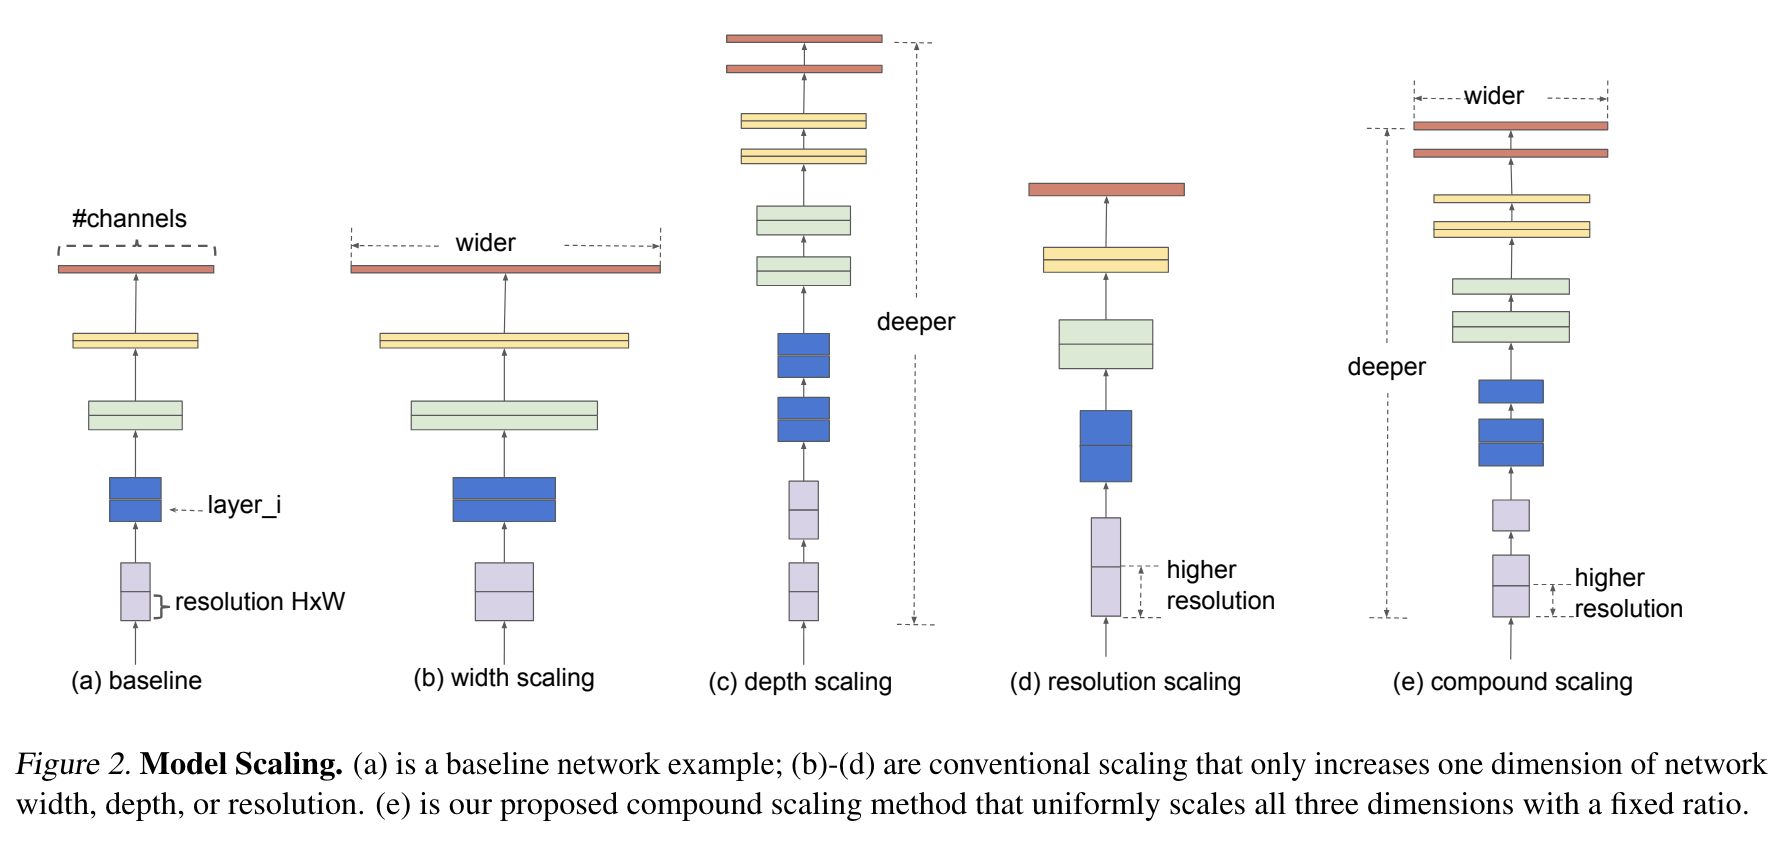 #channels
layer_i
resolution HxW
(a) baseline
wider
(b) width scaling
deeper
(c) depth scaling
higher
resolution
(d) resolution scaling
wider
deeper
higher
resolution
(e) compound scaling
Figure 2. Model Scaling. (a) is a baseline network example; (b)-(d) are conventional scaling that only increases one dimension of network
width, depth, or resolution. (e) is our proposed compound scaling method that uniformly scales all three dimensions with a fixed ratio.